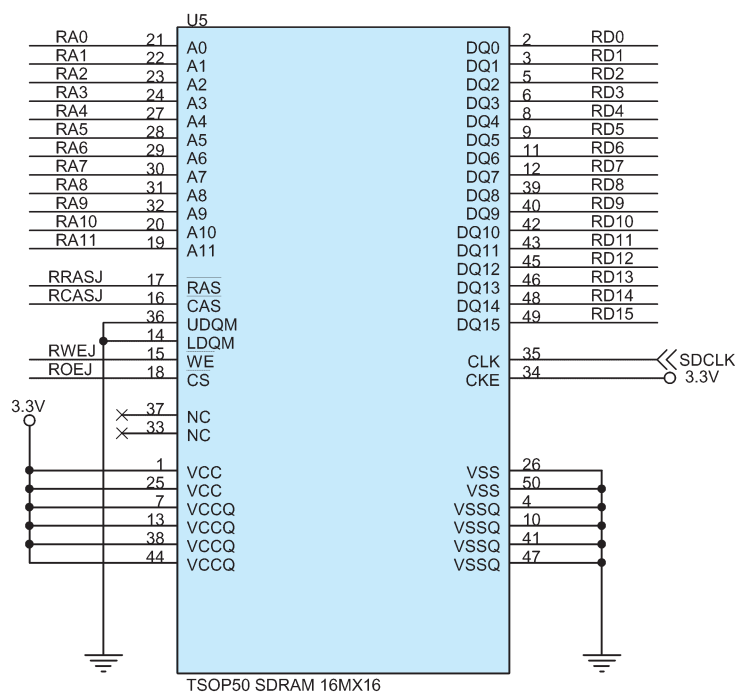 U5
RA0 21 A0 DQ0 2 RD0
RA1 22 A1 DQ1 3 RD1
RA2 23 A2 DQ2 5 RD2
RA3 24 A3 DQ3 6 RD3
RA4 27 A4 DQ4 8 RD4
RA5 28 A5 DQ5 9 RD5
RA6 29 A6 DQ6 11 RD6
RA7 30 A7 DQ7 12 RD7
RA8 31 A8 DQ8 39 RD8
RA9 32 A9 DQ9 40 RD9
RA10 20 A10 DQ10 42 RD10
RA11 19 A11 DQ11 43 RD11
DQ12 45 RD12
RRASJ 17 RAS DQ13 46 RD13
RCASJ 16 CAS DQ14 48 RD14
36 UDQM DQ15 49 RD15
14 LDQM
RWEJ 15 WE CLK 35 SDCLK
ROEJ 18 CS CKE 34 3.3V
3.3V 37 NC
33 NC
1 VCC VSS 26
25 VCC VSS 50
7 VCCQ VSSQ 4
13 VCCQ VSSQ 10
38 VCCQ VSSQ 41
44 VCCQ VSSQ 47
TSOP50 SDRAM 16MX16